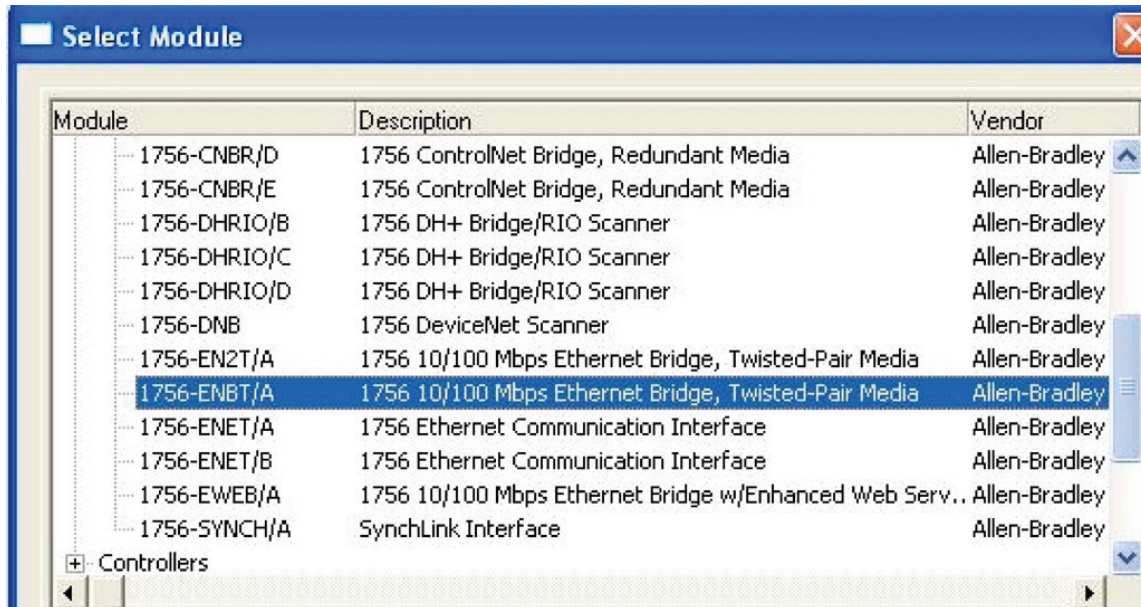 Select Module
Module Description Vendor
1756-CNBR/D 1756 ControlNet Bridge, Redundant Media Allen-Bradley
1756-CNBR/E 1756 ControlNet Bridge, Redundant Media Allen-Bradley
1756-DHRIO/B 1756 DH+ Bridge/RIO Scanner Allen-Bradley
1756-DHRIO/C 1756 DH+ Bridge/RIO Scanner Allen-Bradley
1756-DHRIO/D 1756 DH+ Bridge/RIO Scanner Allen-Bradley
1756-DNB 1756 DeviceNet Scanner Allen-Bradley
1756-EN2T/A 1756 10/100 Mbps Ethernet Bridge, Twisted-Pair Media Allen-Bradley
1756-ENBT/A 1756 10/100 Mbps Ethernet Bridge, Twisted-Pair Media Allen-Bradley
1756-ENET/A 1756 Ethernet Communication Interface Allen-Bradley
1756-ENET/B 1756 Ethernet Communication Interface Allen-Bradley
1756-EWEB/A 1756 10/100 Mbps Ethernet Bridge w/Enhanced Web Serv.. Allen-Bradley
1756-SYNCH/A SynchLink Interface Allen-Bradley
Controllers